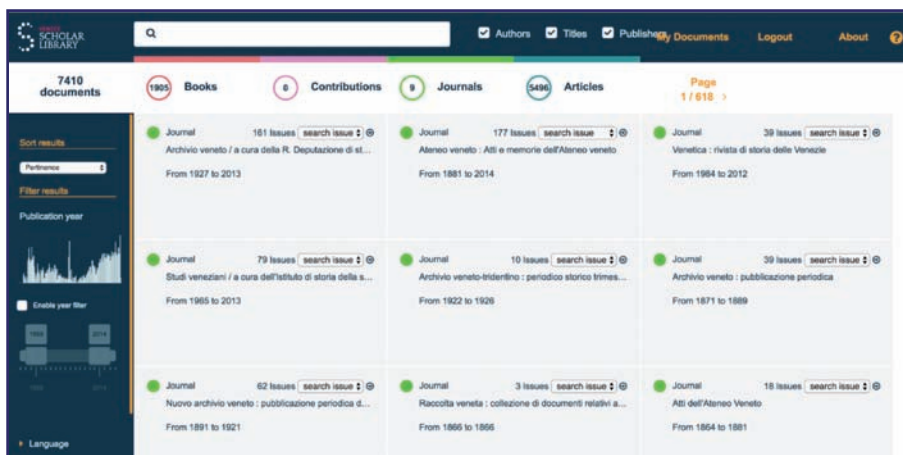 VENICE
SCHOLAR
LIBRARY
Authors Titles Publishers
My Documents Logout About ?
7410
documents
1905 Books
0 Contributions
9 Journals
5496 Articles
Page
1 / 618 >
Sort results
Pertinence
Filter results
Publication year
Enable year filter
2014
2014
Language
Journal 161 Issues search issue
Archivio veneto / a cura della R. Deputazione di st...
From 1927 to 2013
Journal 177 Issues search issue
Ateneo veneto : Atti e memorie dell'Ateneo veneto
From 1881 to 2014
Journal 39 Issues search issue
Venetica : rivista di storia delle Venezie
From 1984 to 2012
Journal 79 Issues search issue
Studi veneziani / a cura dell'Istituto di storia della s...
From 1965 to 2013
Journal 10 Issues search issue
Archivio veneto-tridentino : periodico storico trimes...
From 1922 to 1926
Journal 39 Issues search issue
Archivio veneto : pubblicazione periodica
From 1871 to 1889
Journal 62 Issues search issue
Nuovo archivio veneto : pubblicazione periodica d...
From 1891 to 1921
Journal 3 Issues search issue
Raccolta veneta : collezione di documenti relativi a...
From 1866 to 1866
Journal 18 Issues search issue
Atti dell'Ateneo Veneto
From 1864 to 1881